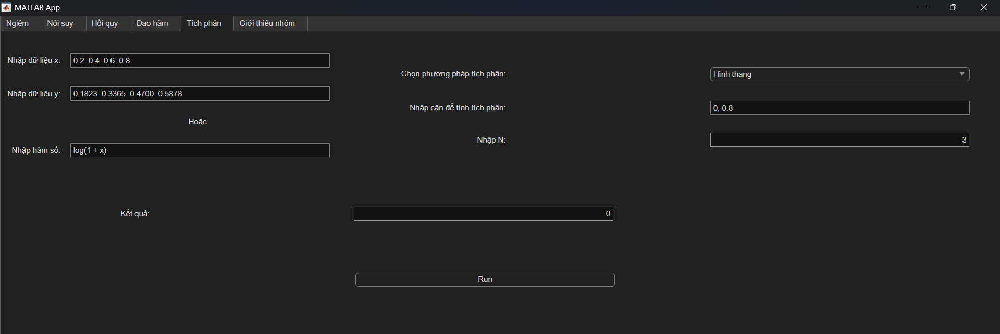 MATLAB App
Ngiệm Nội suy Hồi quy Đạo hàm Tích phân Giới thiệu nhóm
Nhập dữ liệu x: 0.2 0.4 0.6 0.8
Nhập dữ liệu y: 0.1823 0.3365 0.4700 0.5878
Hoặc
Nhập hàm số: log(1 + x)
Chọn phương pháp tích phân: Hình thang
Nhập cận để tính tích phân: 0, 0.8
Nhập N: 3
Kết quả: 0
Run